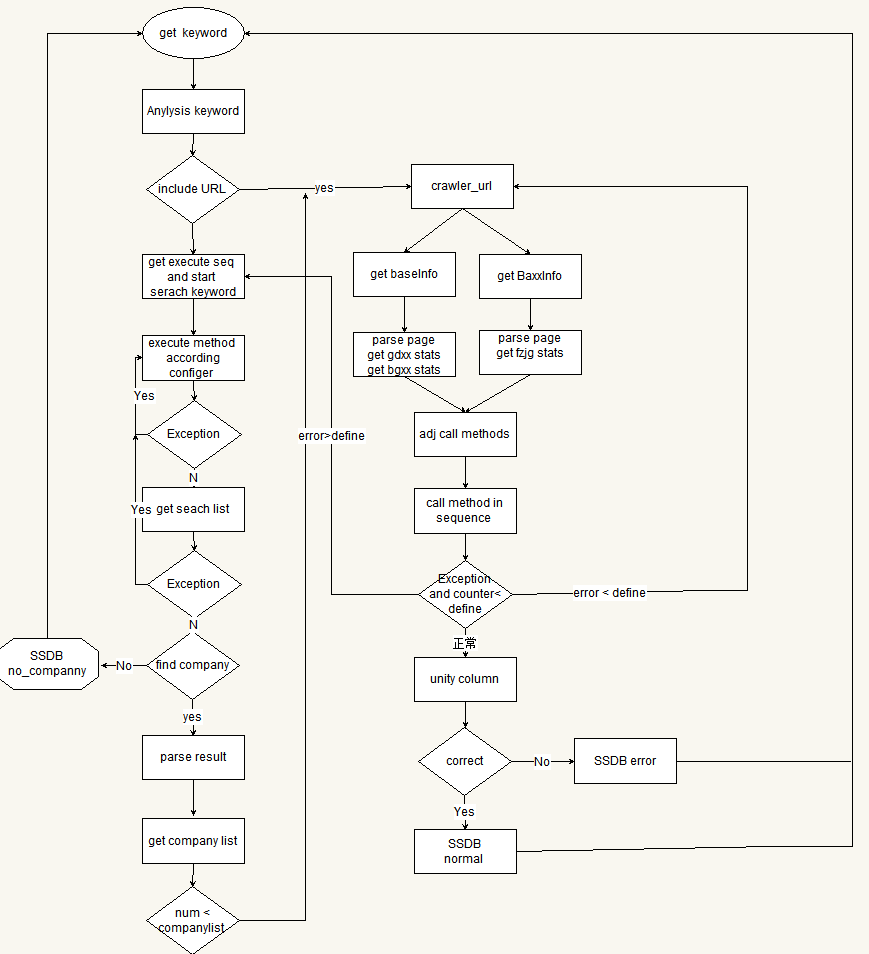 get keyword
Anylysis keyword
include URL
yes
crawler_url
get execute seq
and start
serach keyword
get baseInfo
get BaxxInfo
execute method
according
configer
parse page
get gdxx stats
get bgxx stats
parse page
get fzjg stats
Yes
Exception
error>define
adj call methods
N
Yes
get seach list
call method in
sequence
Exception
Exception
and counter<
define
error < define
N
正常
SSDB
no_companny
No
find company
unity column
yes
parse result
correct
No
SSDB error
Yes
get company list
SSDB
normal
num <
companylist